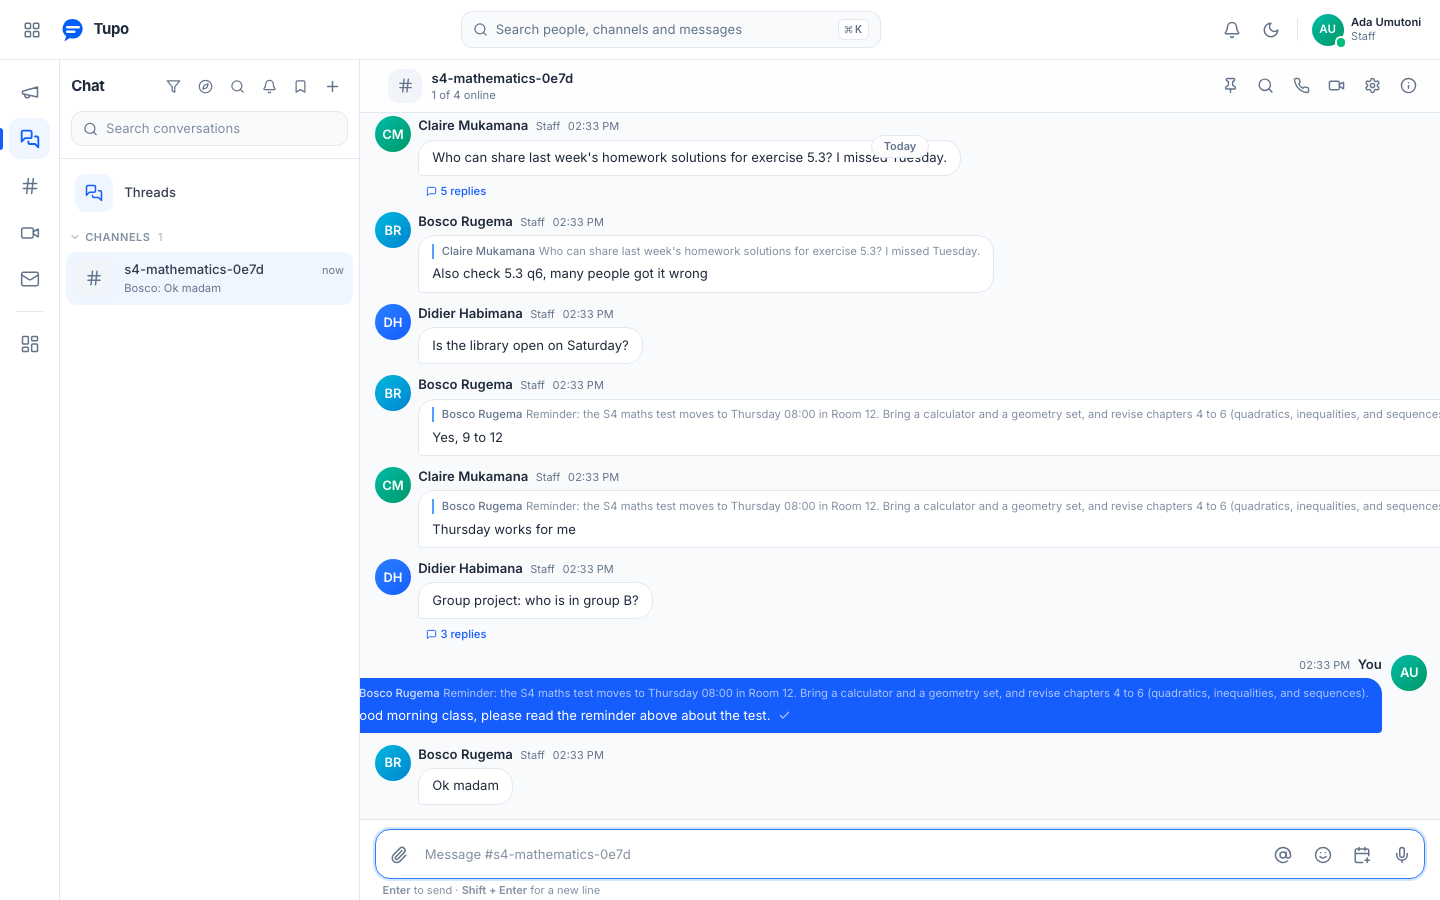 Tupo
Search people, channels and messages
⌘ K
AU
Ada Umutoni
Staff
Chat
Search conversations
Threads
CHANNELS 1
s4-mathematics-0e7d
now
Bosco: Ok madam
s4-mathematics-0e7d
1 of 4 online
Today
CM
Claire Mukamana Staff 02:33 PM
Who can share last week's homework solutions for exercise 5.3? I missed Tuesday.
5 replies
BR
Bosco Rugema Staff 02:33 PM
Claire Mukamana Who can share last week's homework solutions for exercise 5.3? I missed Tuesday.
Also check 5.3 q6, many people got it wrong
DH
Didier Habimana Staff 02:33 PM
Is the library open on Saturday?
BR
Bosco Rugema Staff 02:33 PM
Bosco Rugema Reminder: the S4 maths test moves to Thursday 08:00 in Room 12. Bring a calculator and a geometry set, and revise chapters 4 to 6 (quadratics, inequalities, and sequences
Yes, 9 to 12
CM
Claire Mukamana Staff 02:33 PM
Bosco Rugema Reminder: the S4 maths test moves to Thursday 08:00 in Room 12. Bring a calculator and a geometry set, and revise chapters 4 to 6 (quadratics, inequalities, and sequences
Thursday works for me
DH
Didier Habimana Staff 02:33 PM
Group project: who is in group B?
3 replies
02:33 PM You
AU
Bosco Rugema Reminder: the S4 maths test moves to Thursday 08:00 in Room 12. Bring a calculator and a geometry set, and revise chapters 4 to 6 (quadratics, inequalities, and sequences).
ood morning class, please read the reminder above about the test.
BR
Bosco Rugema Staff 02:33 PM
Ok madam
Message #s4-mathematics-0e7d
Enter to send · Shift + Enter for a new line